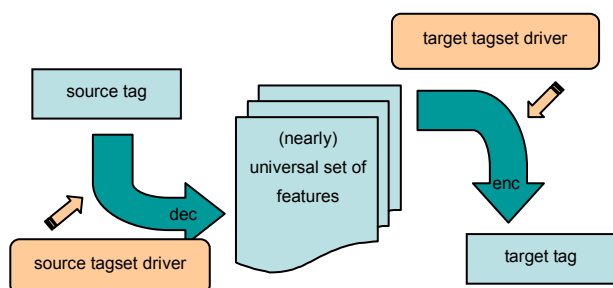 target tagset driver
source tag
(nearly)
universal set of
features
enc
dec
target tag
source tagset driver